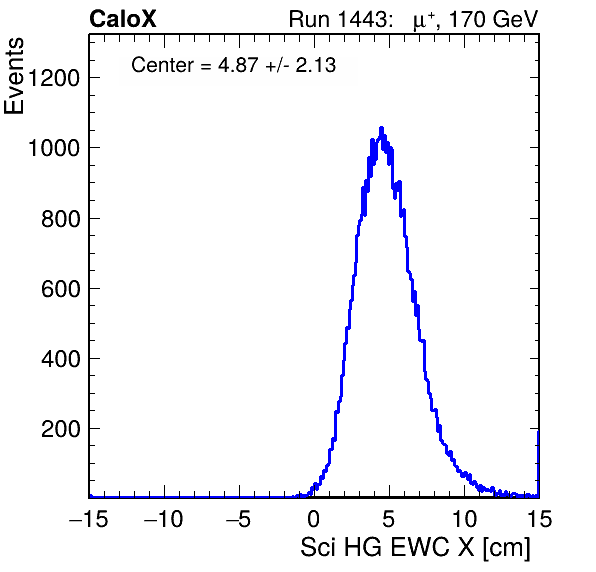 CaloX
Run 1443: μ⁺, 170 GeV
Events
Center = 4.87 +/- 2.13
1200
1000
800
600
400
200
−15 −10 −5 0 5 10 15
Sci HG EWC X [cm]